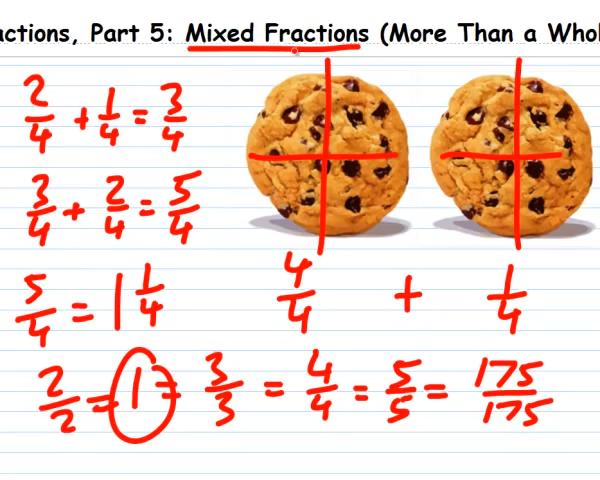 actions, Part 5: Mixed Fractions (More Than a Whol
2/4 + 1/4 = 3/4
3/4 + 2/4 = 5/4
5/4 = 1 1/4
4/4 + 1/4
2/2 = 1 = 3/3 = 4/4 = 5/5 = 175/175